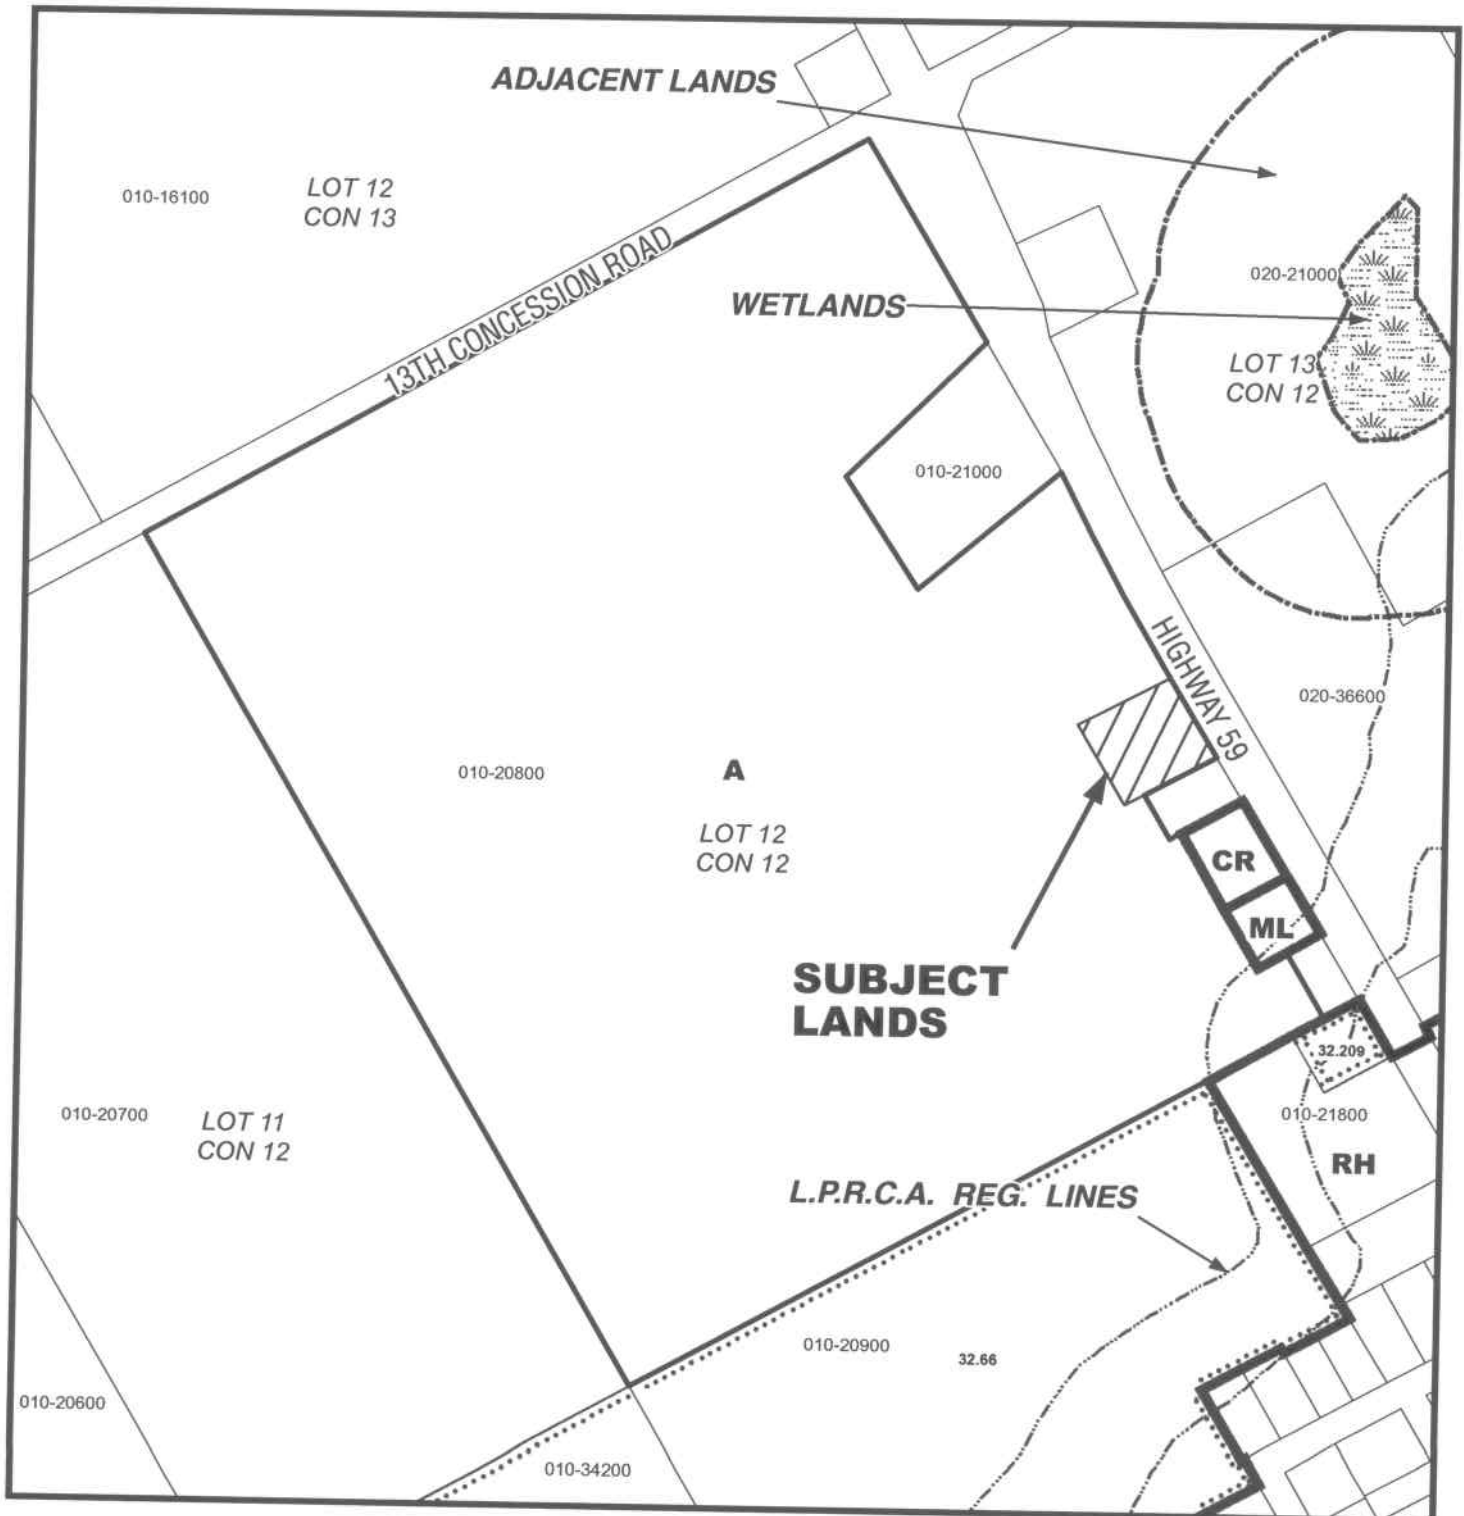 ADJACENT LANDS
010-16100
LOT 12
CON 13
13TH CONCESSION ROAD
WETLANDS
020-21000
LOT 13
CON 12
010-21000
HIGHWAY 59
020-36600
010-20800
A
LOT 12
CON 12
CR
ML
SUBJECT
LANDS
32.209
010-21800
RH
010-20700
LOT 11
CON 12
L.P.R.C.A. REG. LINES
010-20900
32.66
010-20600
010-34200